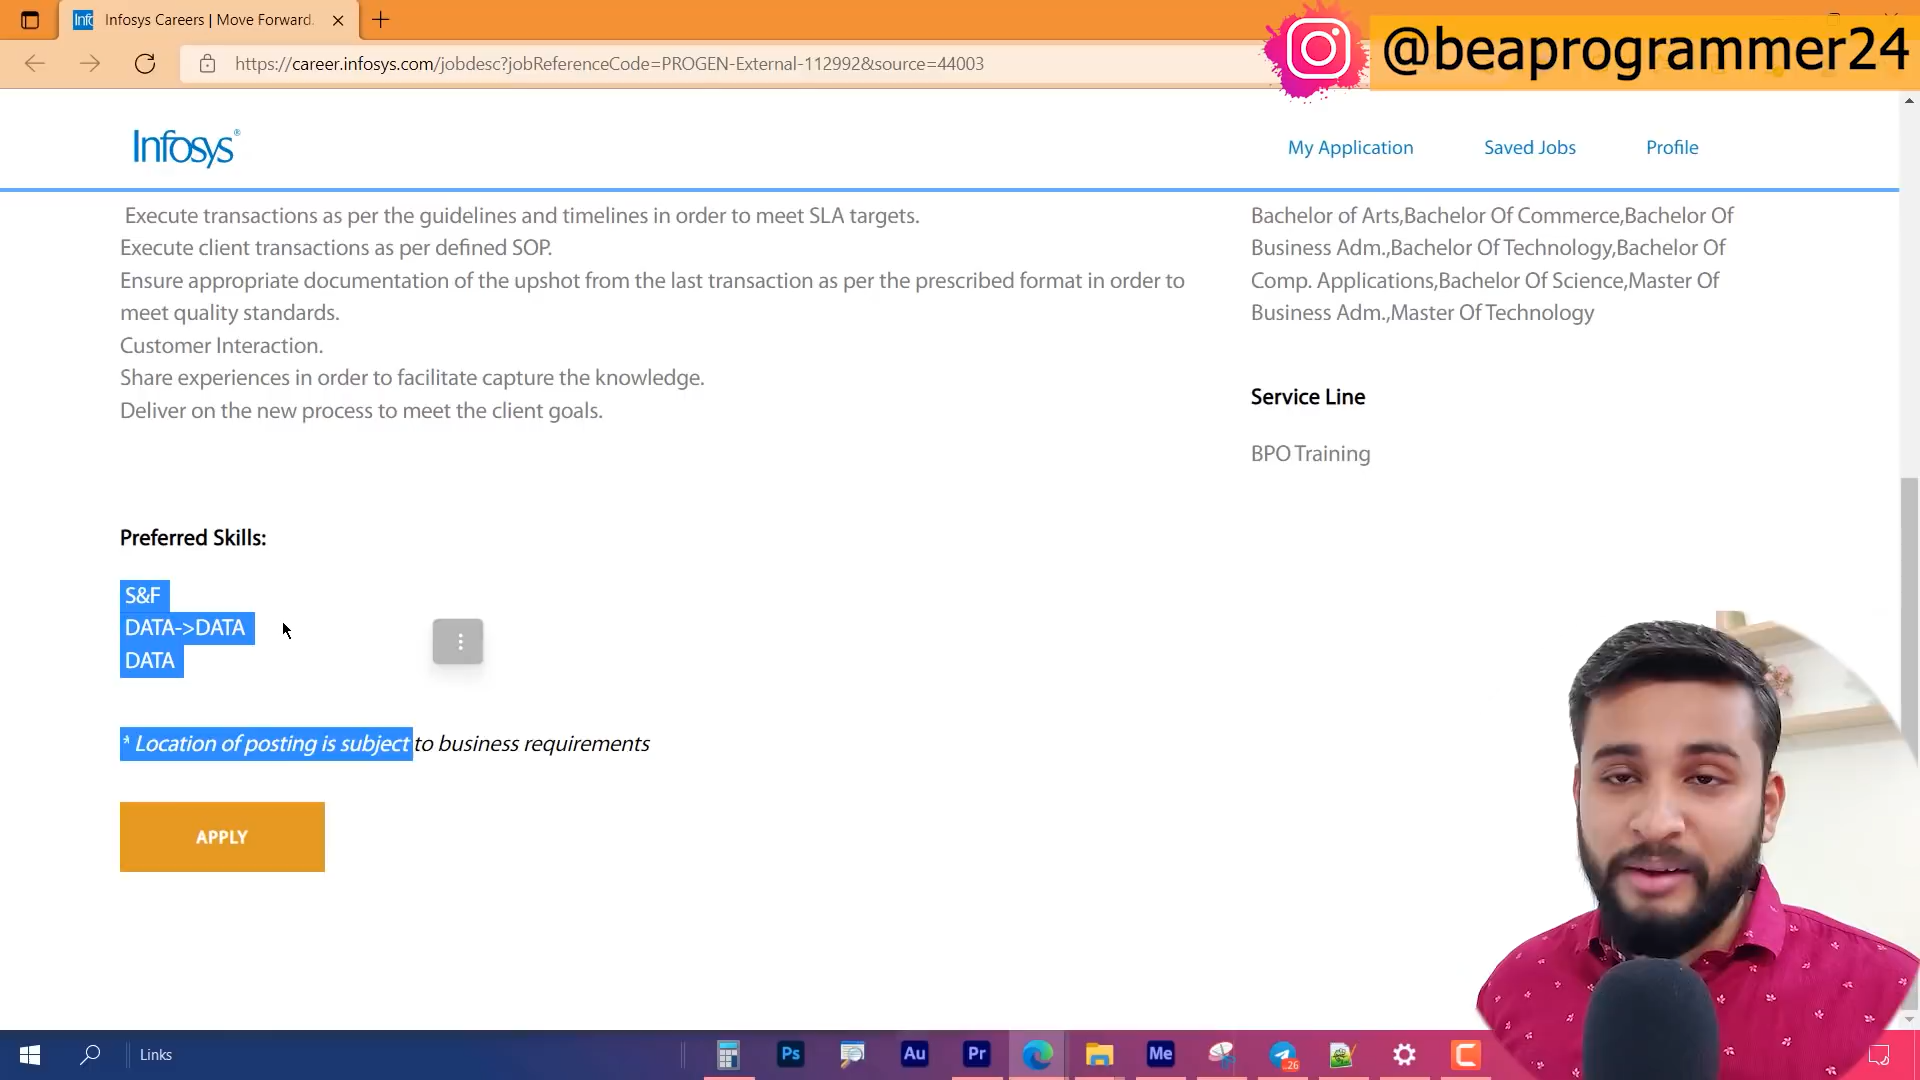 Infosys Careers | Move Forward.
@beaprogrammer24
https://career.infosys.com/jobdesc?jobReferenceCode=PROGEN-External-112992&source=44003
Infosys®
My Application
Saved Jobs
Profile
Execute transactions as per the guidelines and timelines in order to meet SLA targets.
Execute client transactions as per defined SOP.
Ensure appropriate documentation of the upshot from the last transaction as per the prescribed format in order to
meet quality standards.
Customer Interaction.
Share experiences in order to facilitate capture the knowledge.
Deliver on the new process to meet the client goals.
Bachelor of Arts,Bachelor Of Commerce,Bachelor Of
Business Adm.,Bachelor Of Technology,Bachelor Of
Comp. Applications,Bachelor Of Science,Master Of
Business Adm.,Master Of Technology
Service Line
BPO Training
Preferred Skills:
S&F
DATA->DATA
DATA
* Location of posting is subject to business requirements
APPLY
Links
Ps
Au
Pr
Me
26